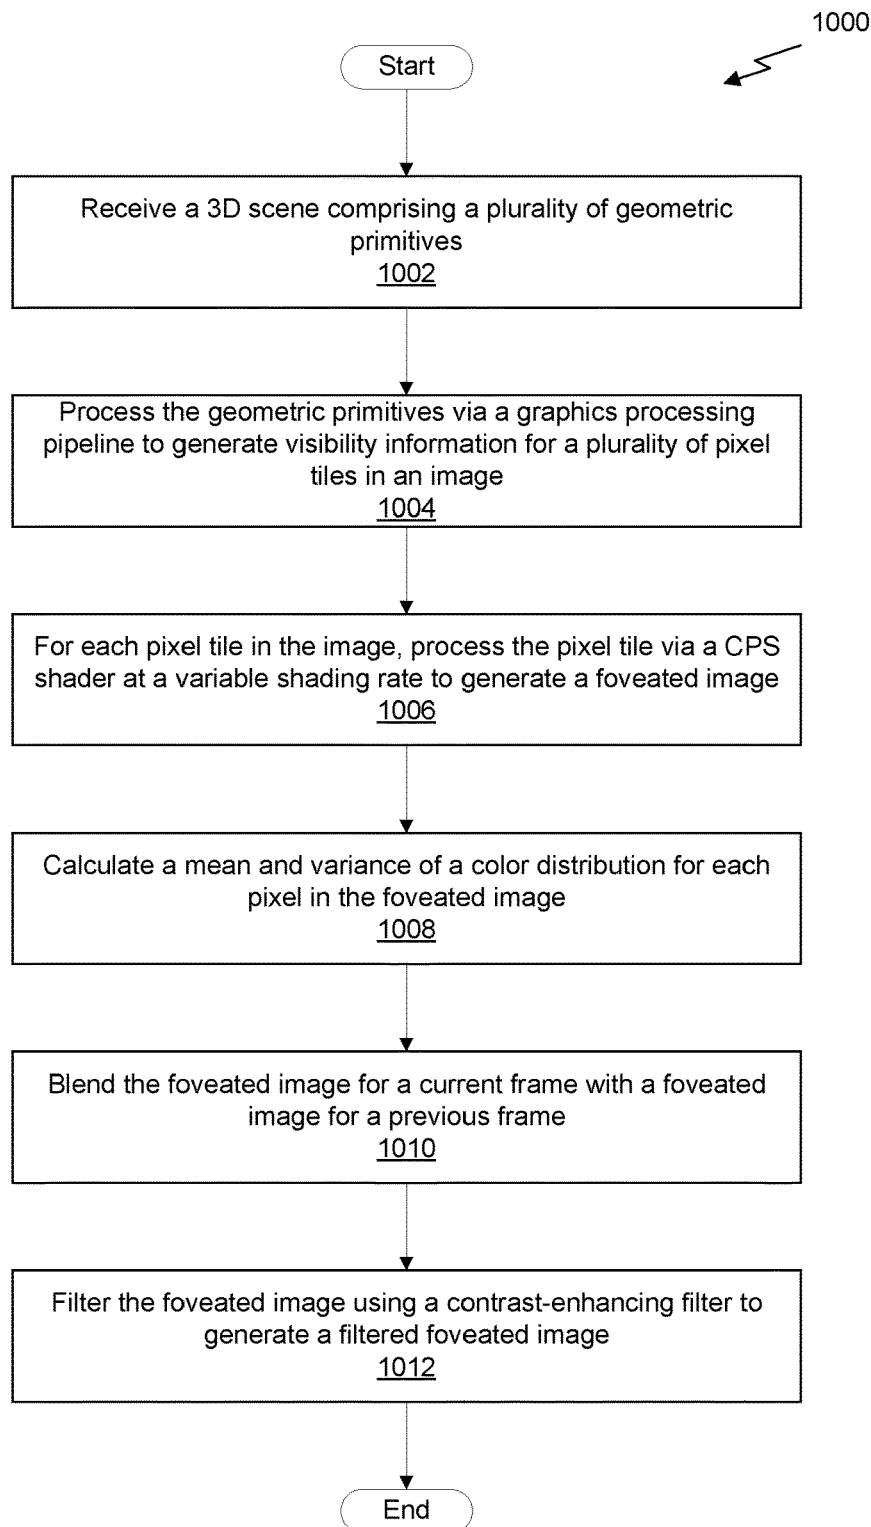 1000
Start
Receive a 3D scene comprising a plurality of geometric
primitives
1002
Process the geometric primitives via a graphics processing
pipeline to generate visibility information for a plurality of pixel
tiles in an image
1004
For each pixel tile in the image, process the pixel tile via a CPS
shader at a variable shading rate to generate a foveated image
1006
Calculate a mean and variance of a color distribution for each
pixel in the foveated image
1008
Blend the foveated image for a current frame with a foveated
image for a previous frame
1010
Filter the foveated image using a contrast-enhancing filter to
generate a filtered foveated image
1012
End